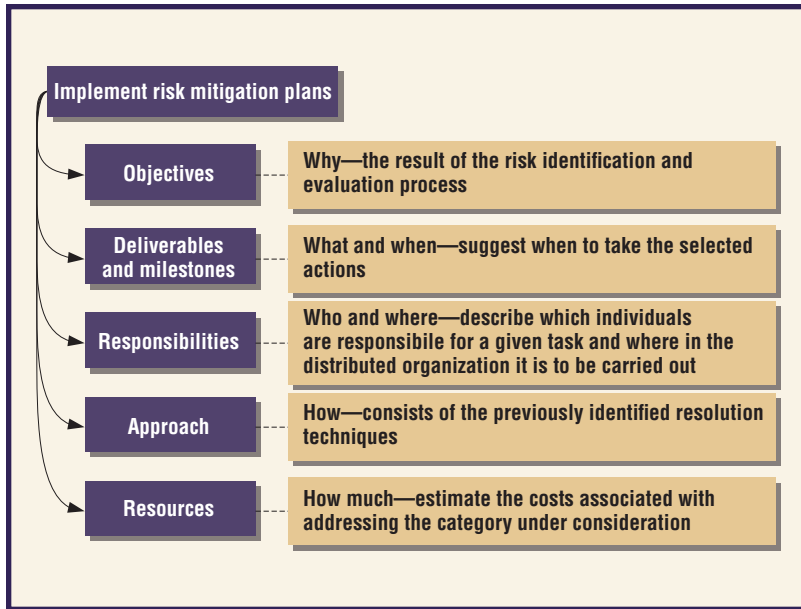 Implement risk mitigation plans
Objectives
Why—the result of the risk identification and
evaluation process
Deliverables
and milestones
What and when—suggest when to take the selected
actions
Responsibilities
Who and where—describe which individuals
are responsibile for a given task and where in the
distributed organization it is to be carried out
Approach
How—consists of the previously identified resolution
techniques
Resources
How much—estimate the costs associated with
addressing the category under consideration